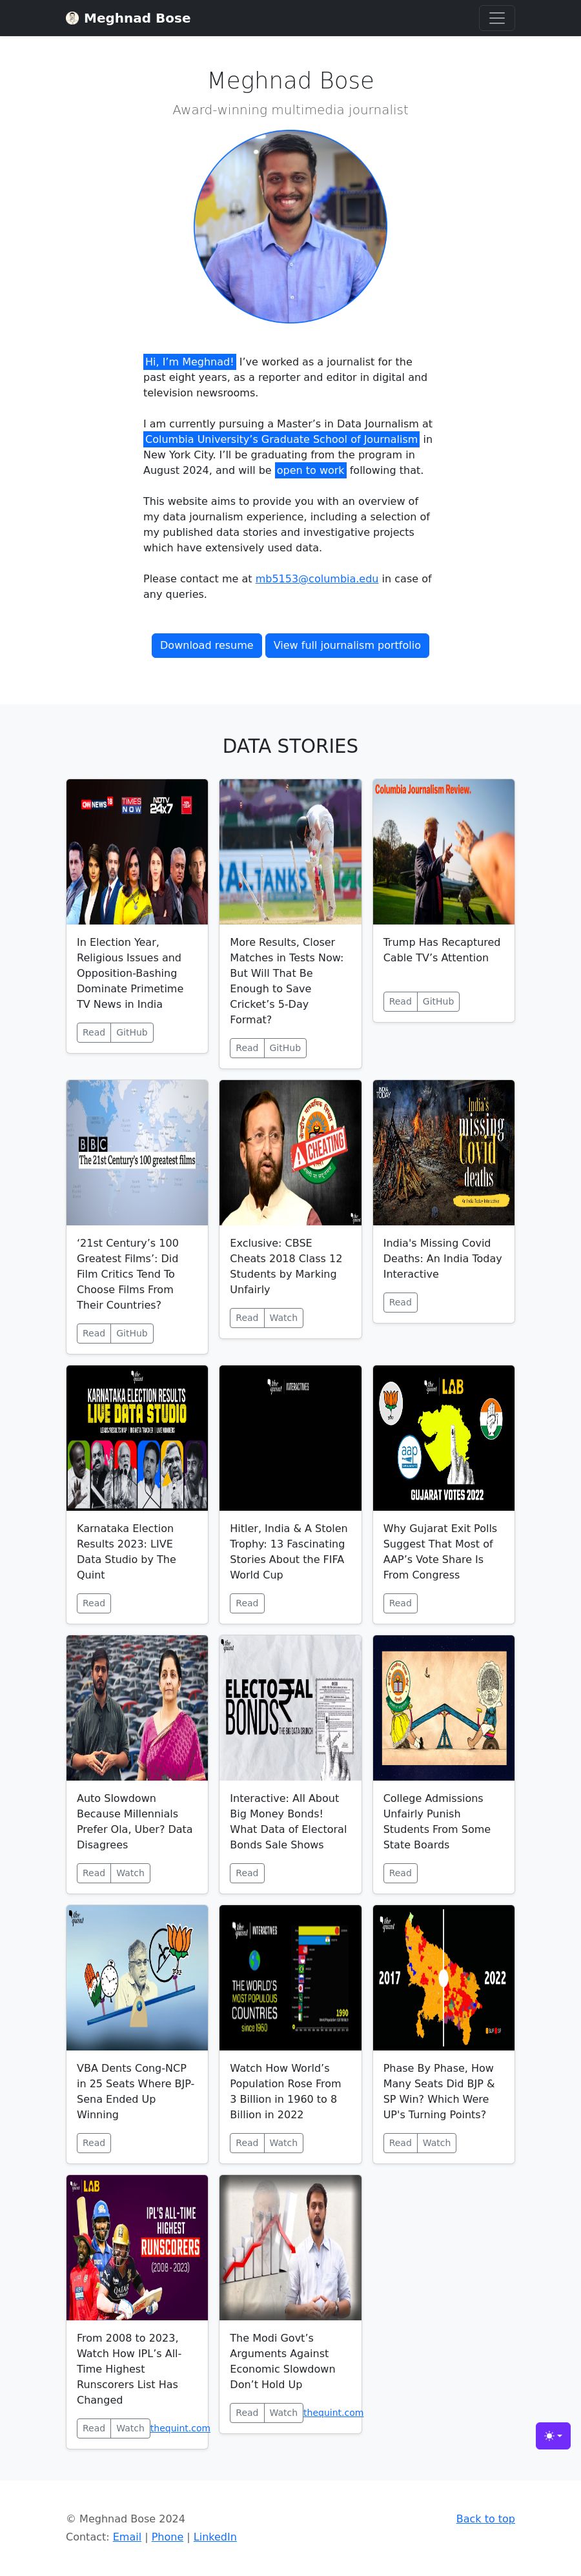 Meghnad Bose
Meghnad Bose
Award-winning multimedia journalist
Hi, I’m Meghnad! I’ve worked as a journalist for the
past eight years, as a reporter and editor in digital and
television newsrooms.
I am currently pursuing a Master’s in Data Journalism at
Columbia University’s Graduate School of Journalism in
New York City. I’ll be graduating from the program in
August 2024, and will be open to work following that.
This website aims to provide you with an overview of
my data journalism experience, including a selection of
my published data stories and investigative projects
which have extensively used data.
Please contact me at mb5153@columbia.edu in case of
any queries.
Download resume
View full journalism portfolio
DATA STORIES
CNN NEWS 18
TIMES NOW
NDTV 24x7
In Election Year,
Religious Issues and
Opposition-Bashing
Dominate Primetime
TV News in India
Read GitHub
More Results, Closer
Matches in Tests Now:
But Will That Be
Enough to Save
Cricket’s 5-Day
Format?
Read GitHub
Columbia Journalism Review.
Trump Has Recaptured
Cable TV’s Attention
Read GitHub
BBC
The 21st Century's 100 greatest films
‘21st Century’s 100
Greatest Films’: Did
Film Critics Tend To
Choose Films From
Their Countries?
Read GitHub
CHEATING
Exclusive: CBSE
Cheats 2018 Class 12
Students by Marking
Unfairly
Read Watch
INDIA TODAY
India's
missing
Covid
deaths
India's Missing Covid
Deaths: An India Today
Interactive
Read
the quint
KARNATAKA ELECTION RESULTS
LIVE DATA STUDIO
Karnataka Election
Results 2023: LIVE
Data Studio by The
Quint
Read
the quint INTERACTIVES
Hitler, India & A Stolen
Trophy: 13 Fascinating
Stories About the FIFA
World Cup
Read
the quint LAB
aap
GUJARAT VOTES 2022
Why Gujarat Exit Polls
Suggest That Most of
AAP’s Vote Share Is
From Congress
Read
Auto Slowdown
Because Millennials
Prefer Ola, Uber? Data
Disagrees
Read Watch
the quint
ELECTO₹AL
BONDS
THE BIG DATA CRUNCH
Interactive: All About
Big Money Bonds!
What Data of Electoral
Bonds Sale Shows
Read
College Admissions
Unfairly Punish
Students From Some
State Boards
Read
the quint
VBA Dents Cong-NCP
in 25 Seats Where BJP-
Sena Ended Up
Winning
Read
the quint INTERACTIVES
THE WORLD'S
MOST POPULOUS
COUNTRIES
since 1960
1990
Watch How World’s
Population Rose From
3 Billion in 1960 to 8
Billion in 2022
Read Watch
the quint
2017
2022
Phase By Phase, How
Many Seats Did BJP &
SP Win? Which Were
UP's Turning Points?
Read Watch
the quint LAB
IPL'S ALL-TIME
HIGHEST
RUNSCORERS
(2008 - 2023)
From 2008 to 2023,
Watch How IPL’s All-
Time Highest
Runscorers List Has
Changed
Read Watch thequint.com
The Modi Govt’s
Arguments Against
Economic Slowdown
Don’t Hold Up
Read Watch thequint.com
© Meghnad Bose 2024
Back to top
Contact: Email | Phone | LinkedIn